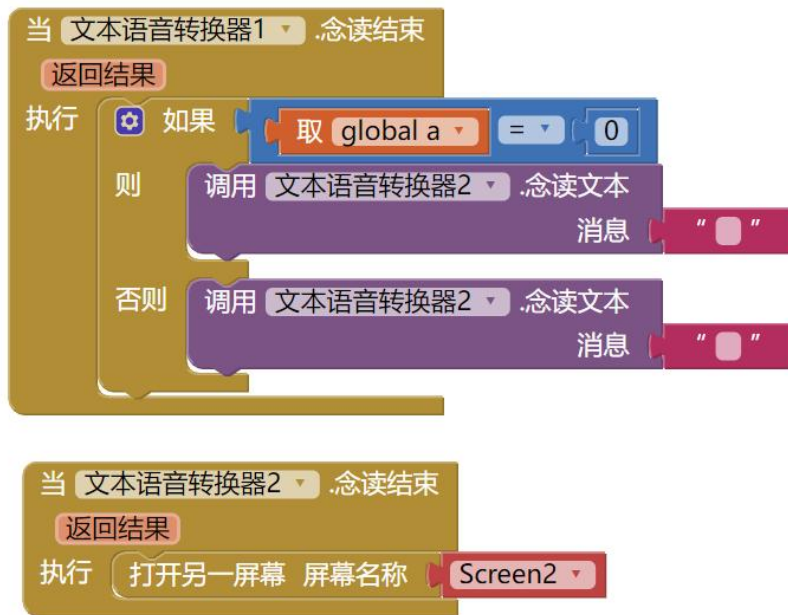 当 文本语音转换器1 .念读结束
返回结果
执行 如果 取 global a = 0
则 调用 文本语音转换器2 .念读文本
消息 " "
否则 调用 文本语音转换器2 .念读文本
消息 " "
当 文本语音转换器2 .念读结束
返回结果
执行 打开另一屏幕 屏幕名称 Screen2